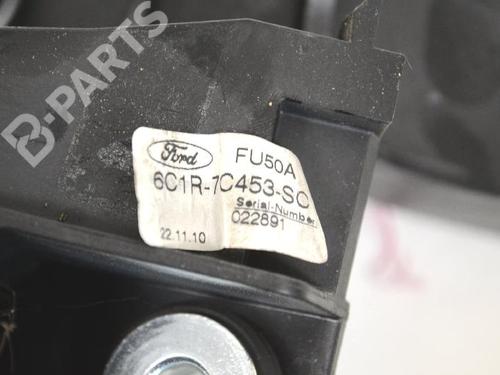 B-PARTS
Ford
FU50A
6C1R-7C453-SC
Serial-Number
022891
22.11.10